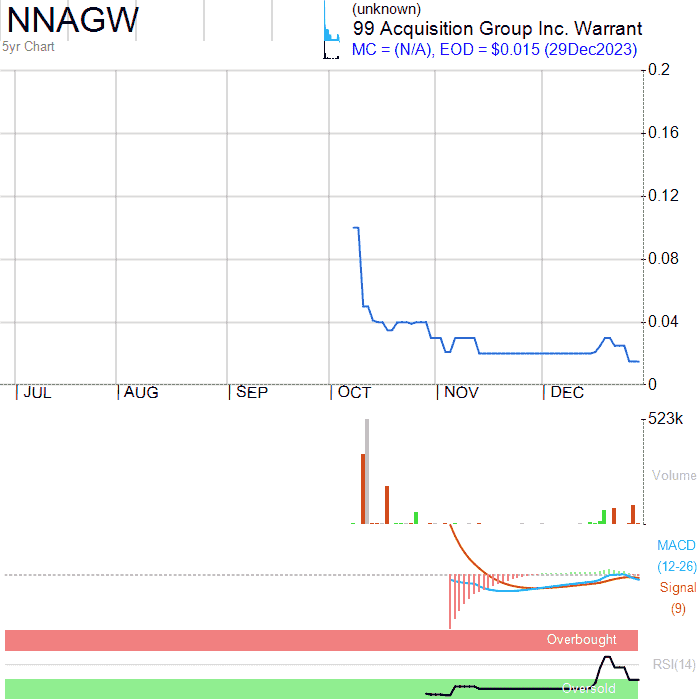 NNAGW
5yr Chart
(unknown)
99 Acquisition Group Inc. Warrant
MC = (N/A), EOD = $0.015 (29Dec2023)
0.2
0.16
0.12
0.08
0.04
0
JUL AUG SEP OCT NOV DEC
523k
Volume
MACD
(12-26)
Signal
(9)
Overbought
RSI(14)
Oversold